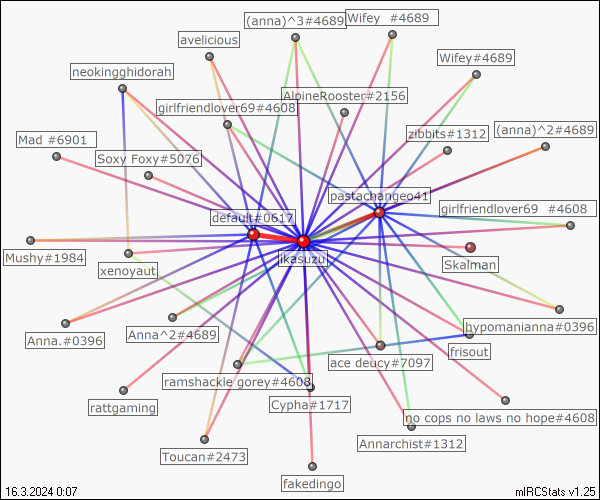 (anna)^3#4689
Wifey  #4689
avelicious
Wifey#4689
neokingghidorah
AlpineRooster#2156
girlfriendlover69#4608
zibbits#1312
(anna)^2#4689
Mad #6901
Soxy Foxy#5076
pastachangeo41
girlfriendlover69  #4608
default#0617
Mushy#1984
jikasuzu
Skalman
xenoyaut
hypomanianna#0396
Anna.#0396
Anna^2#4689
frisout
ace deucy#7097
ramshackle gorey#4608
rattgaming
Cypha#1717
no cops no laws no hope#4608
Annarchist#1312
Toucan#2473
fakedingo
16.3.2024 0:07
mIRCStats v1.25